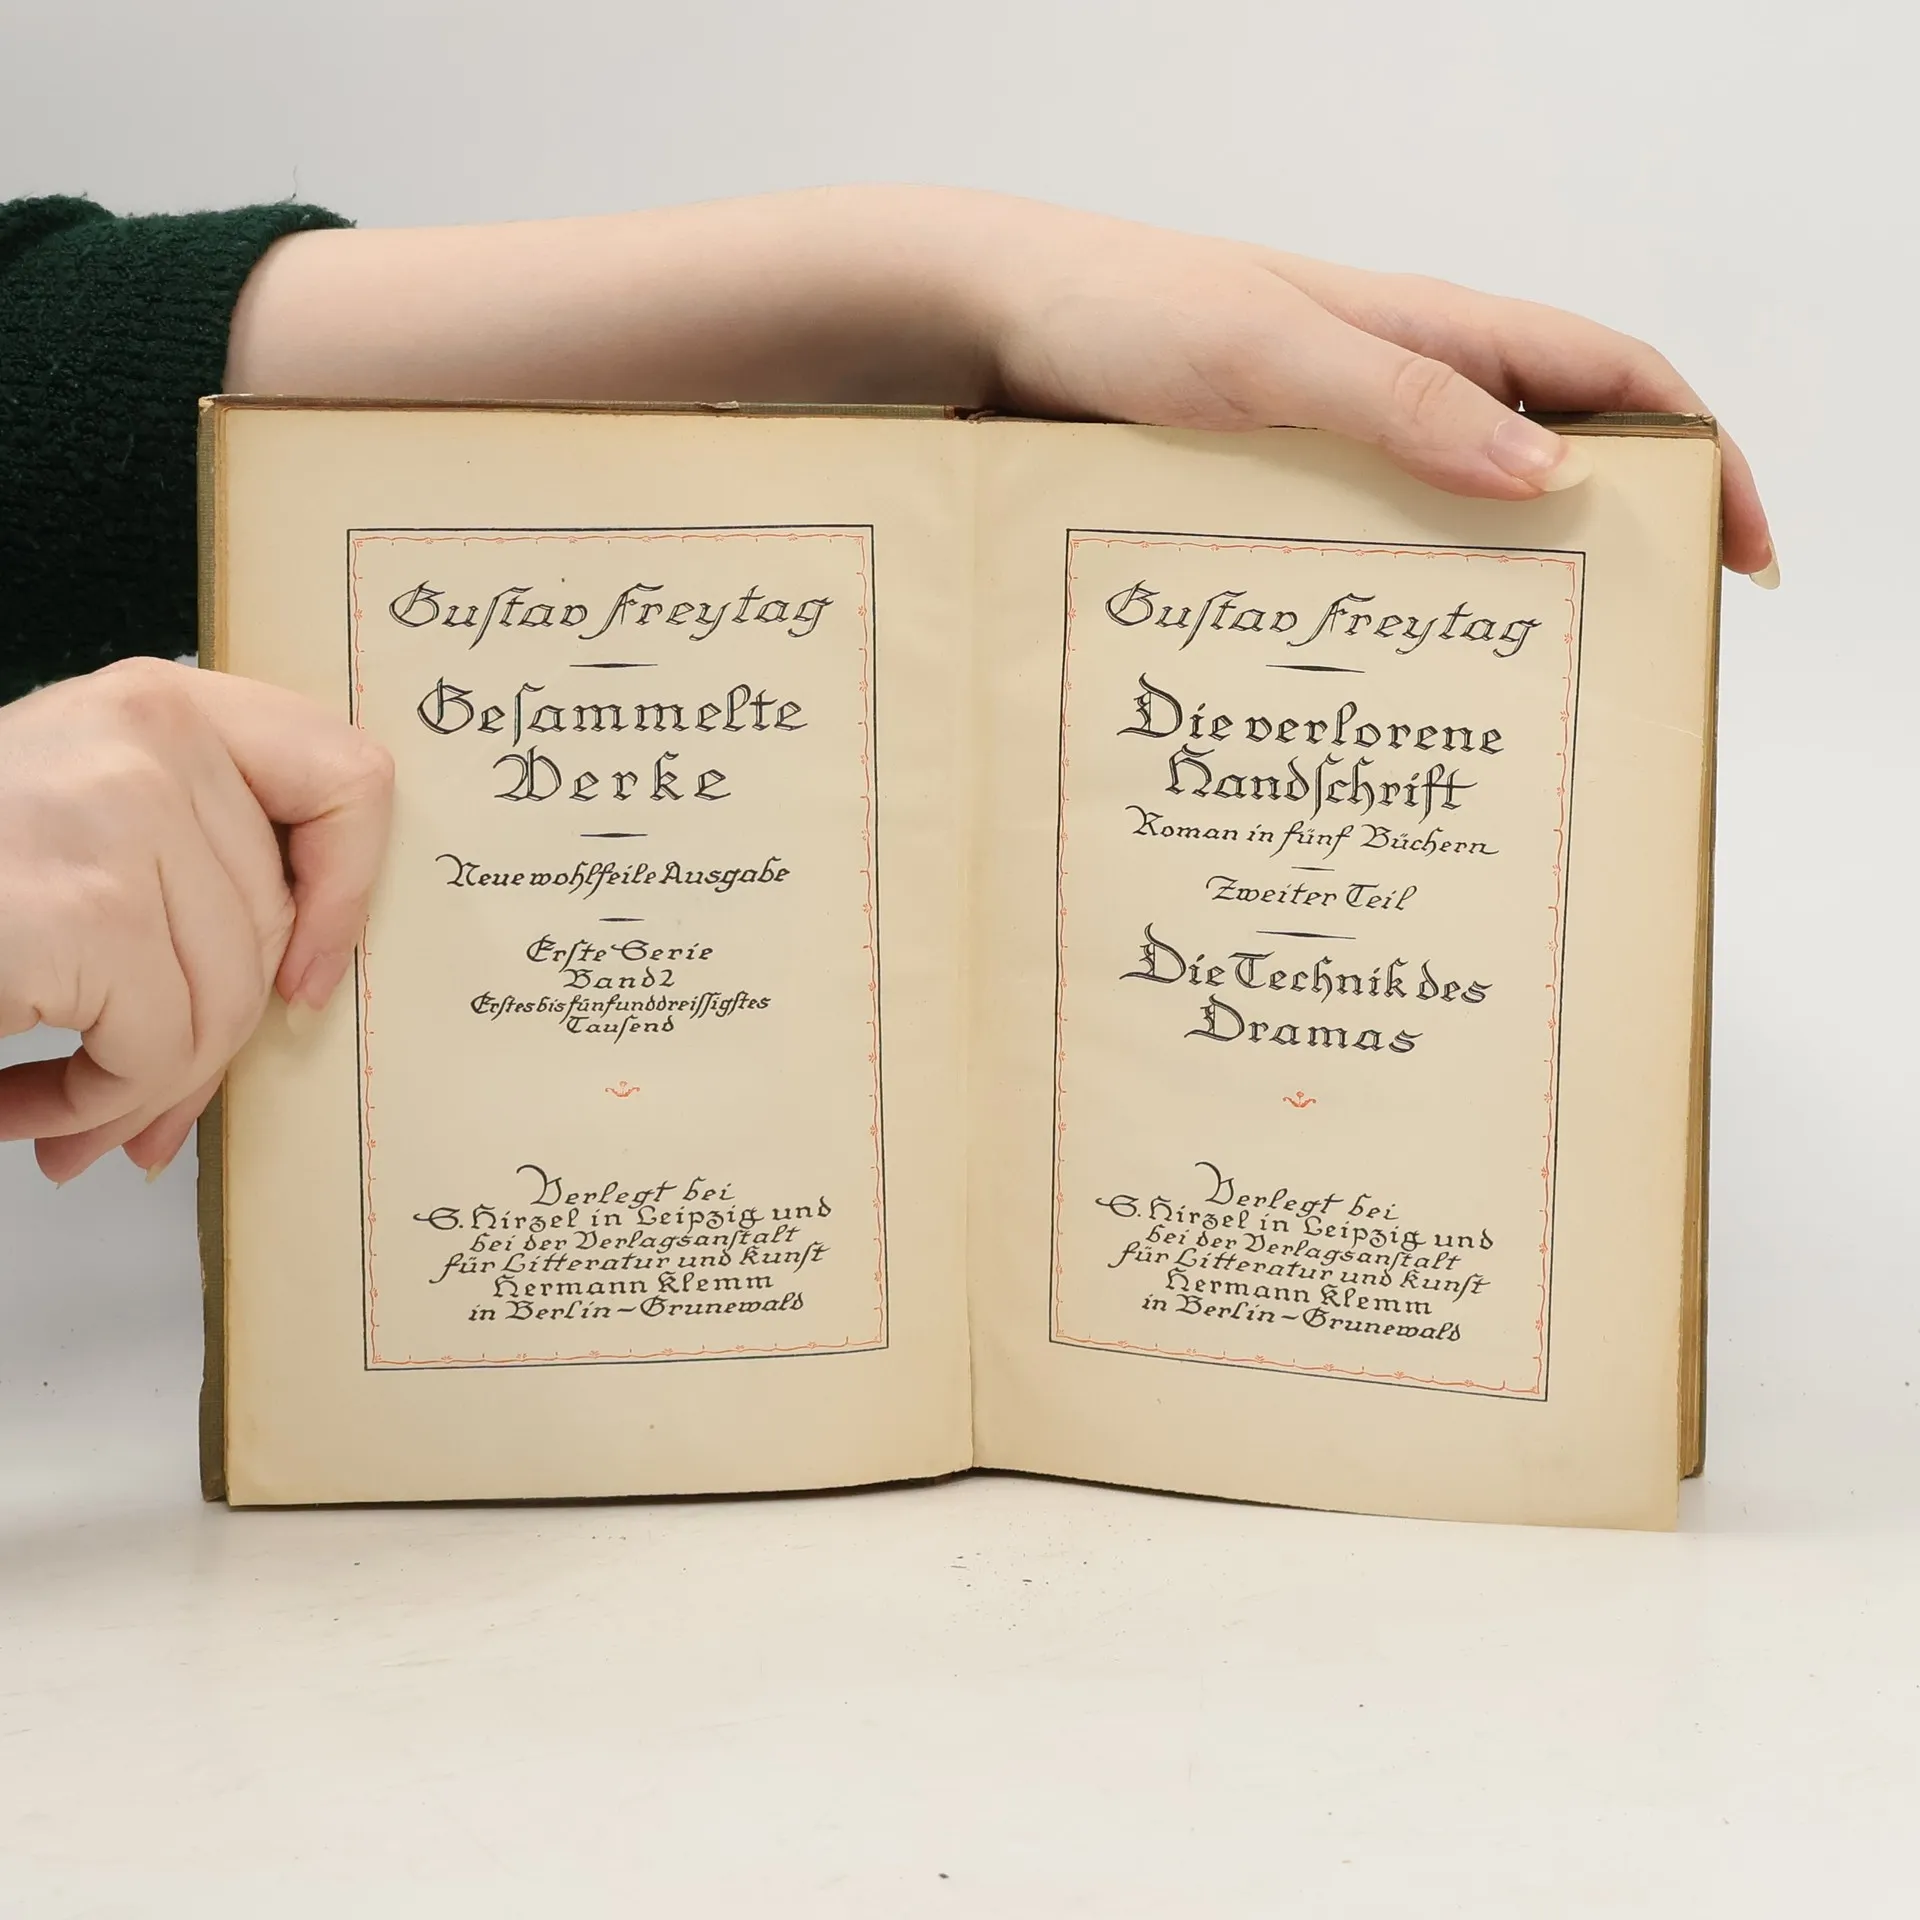 Guſtav Freytag
Geſammelte
Werke
Neue wohlfeile Ausgabe
Erſte Serie
Band 2
Erſtes bis fünfunddreiſſigſtes
Tauſend
Verlegt bei
S. Hirzel in Leipzig und
bei der Verlagsanſtalt
für Litteratur und Kunſt
Hermann Klemm
in Berlin-Grunewald
Guſtav Freytag
Die verlorene
Handſchrift
Roman in fünf Büchern
Zweiter Teil
Die Technik des
Dramas
Verlegt bei
S. Hirzel in Leipzig und
bei der Verlagsanſtalt
für Litteratur und Kunſt
Hermann Klemm
in Berlin-Grunewald